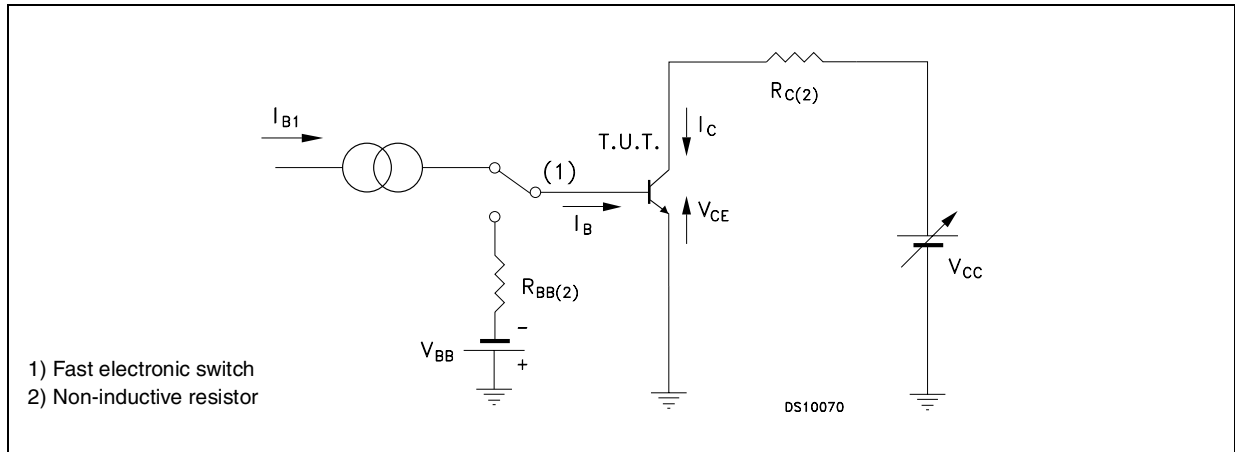 I_B1
(1)
I_B
R_BB(2)
V_BB
-
+
T.U.T.
I_C
V_CE
R_C(2)
V_CC
1) Fast electronic switch
2) Non-inductive resistor
DS10070